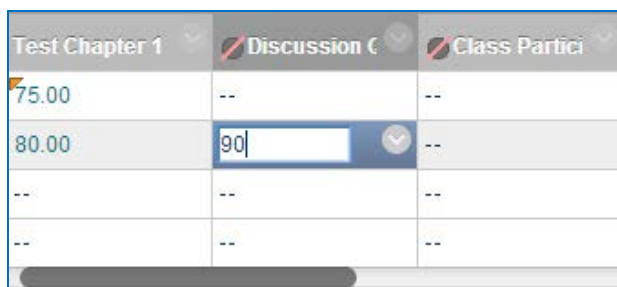 Test Chapter 1 Discussion C Class Partici
75.00 -- --
80.00 90 --
-- -- --
-- -- --